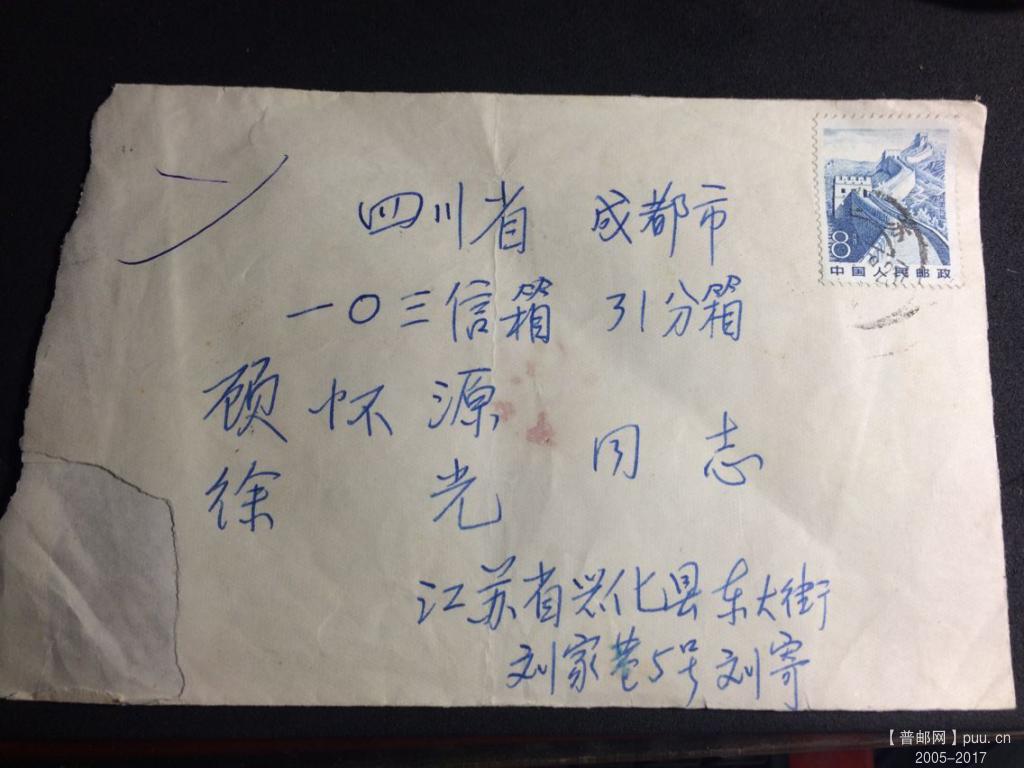 四川省 成都市
一〇三信箱 31分箱
顾怀源
徐光 同志
江苏省兴化县东大街
刘家巷5号刘寄
8
中国人民邮政
【普邮网】puu.cn
2005-2017